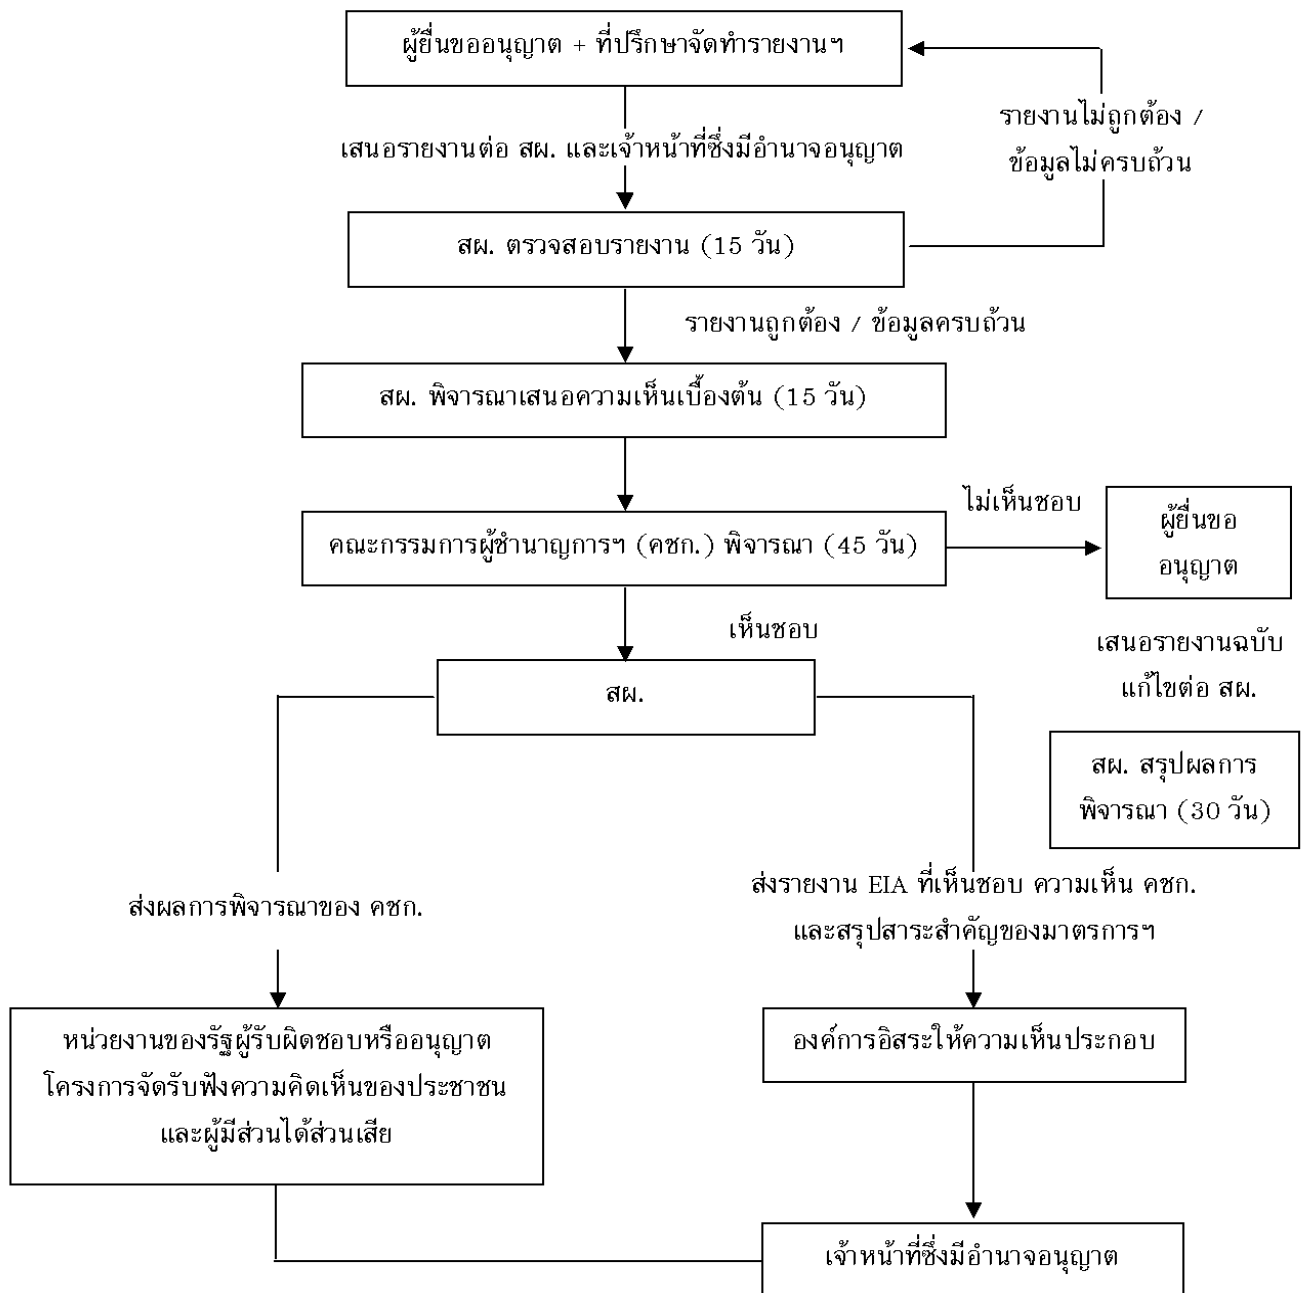 ผู้ยื่นขออนุญาต + ที่ปรึกษาจัดทำรายงานฯ
รายงานไม่ถูกต้อง /
ข้อมูลไม่ครบถ้วน
เสนอรายงานต่อ สผ. และเจ้าหน้าที่ซึ่งมีอำนาจอนุญาต
สผ. ตรวจสอบรายงาน (15 วัน)
รายงานถูกต้อง / ข้อมูลครบถ้วน
สผ. พิจารณาเสนอความเห็นเบื้องต้น (15 วัน)
คณะกรรมการผู้ชำนาญการฯ (คชก.) พิจารณา (45 วัน)
ไม่เห็นชอบ
ผู้ยื่นขอ
อนุญาต
เห็นชอบ
เสนอรายงานฉบับ
แก้ไขต่อ สผ.
สผ.
สผ. สรุปผลการ
พิจารณา (30 วัน)
ส่งผลการพิจารณาของ คชก.
ส่งรายงาน EIA ที่เห็นชอบ ความเห็น คชก.
และสรุปสาระสำคัญของมาตรการฯ
หน่วยงานของรัฐผู้รับผิดชอบหรืออนุญาต
โครงการจัดรับฟังความคิดเห็นของประชาชน
และผู้มีส่วนได้ส่วนเสีย
องค์การอิสระให้ความเห็นประกอบ
เจ้าหน้าที่ซึ่งมีอำนาจอนุญาต